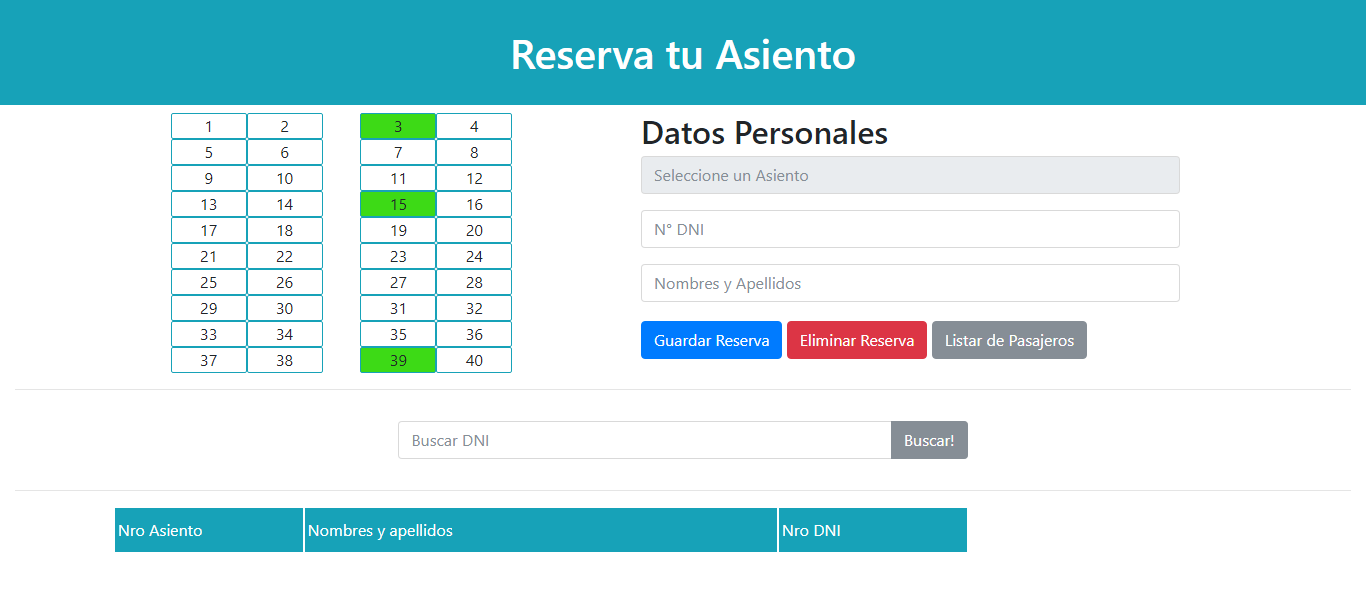 Reserva tu Asiento
1 2 3 4
5 6 7 8
9 10 11 12
13 14 15 16
17 18 19 20
21 22 23 24
25 26 27 28
29 30 31 32
33 34 35 36
37 38 39 40
Datos Personales
Seleccione un Asiento
N° DNI
Nombres y Apellidos
Guardar Reserva Eliminar Reserva Listar de Pasajeros
Buscar DNI Buscar!
Nro Asiento Nombres y apellidos Nro DNI